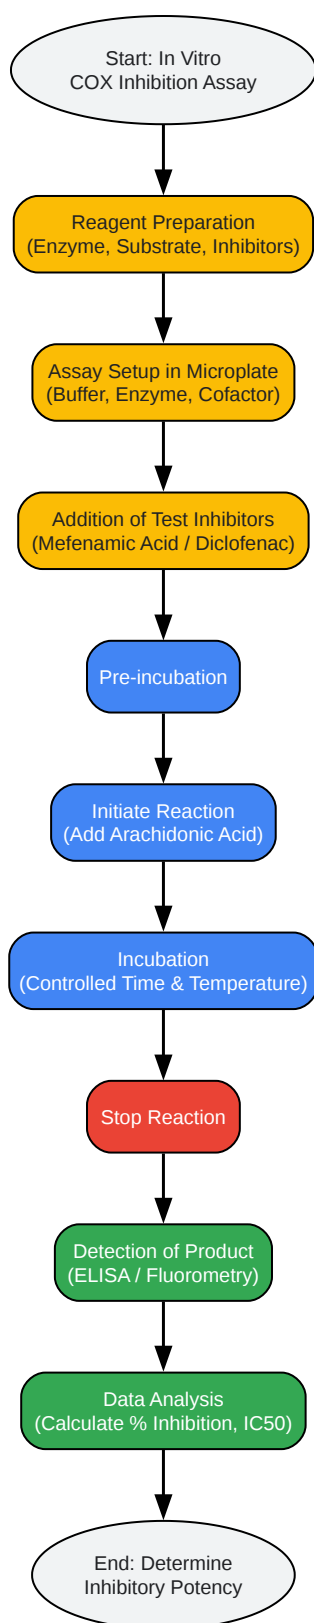 Start: In Vitro
COX Inhibition Assay
Reagent Preparation
(Enzyme, Substrate, Inhibitors)
Assay Setup in Microplate
(Buffer, Enzyme, Cofactor)
Addition of Test Inhibitors
(Mefenamic Acid / Diclofenac)
Pre-incubation
Initiate Reaction
(Add Arachidonic Acid)
Incubation
(Controlled Time & Temperature)
Stop Reaction
Detection of Product
(ELISA / Fluorometry)
Data Analysis
(Calculate % Inhibition, IC50)
End: Determine
Inhibitory Potency